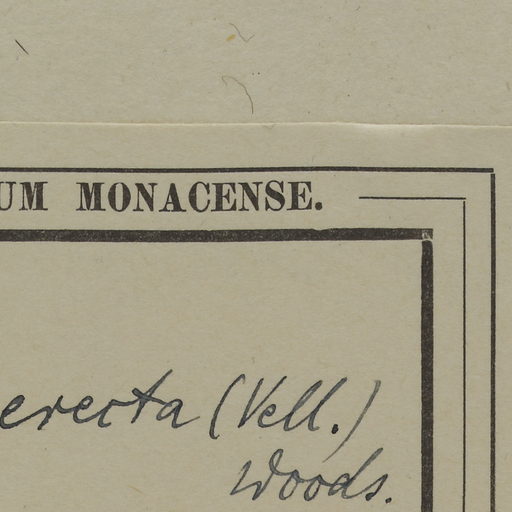 UM MONACENSE.
erecta (Vell.)
Woods.